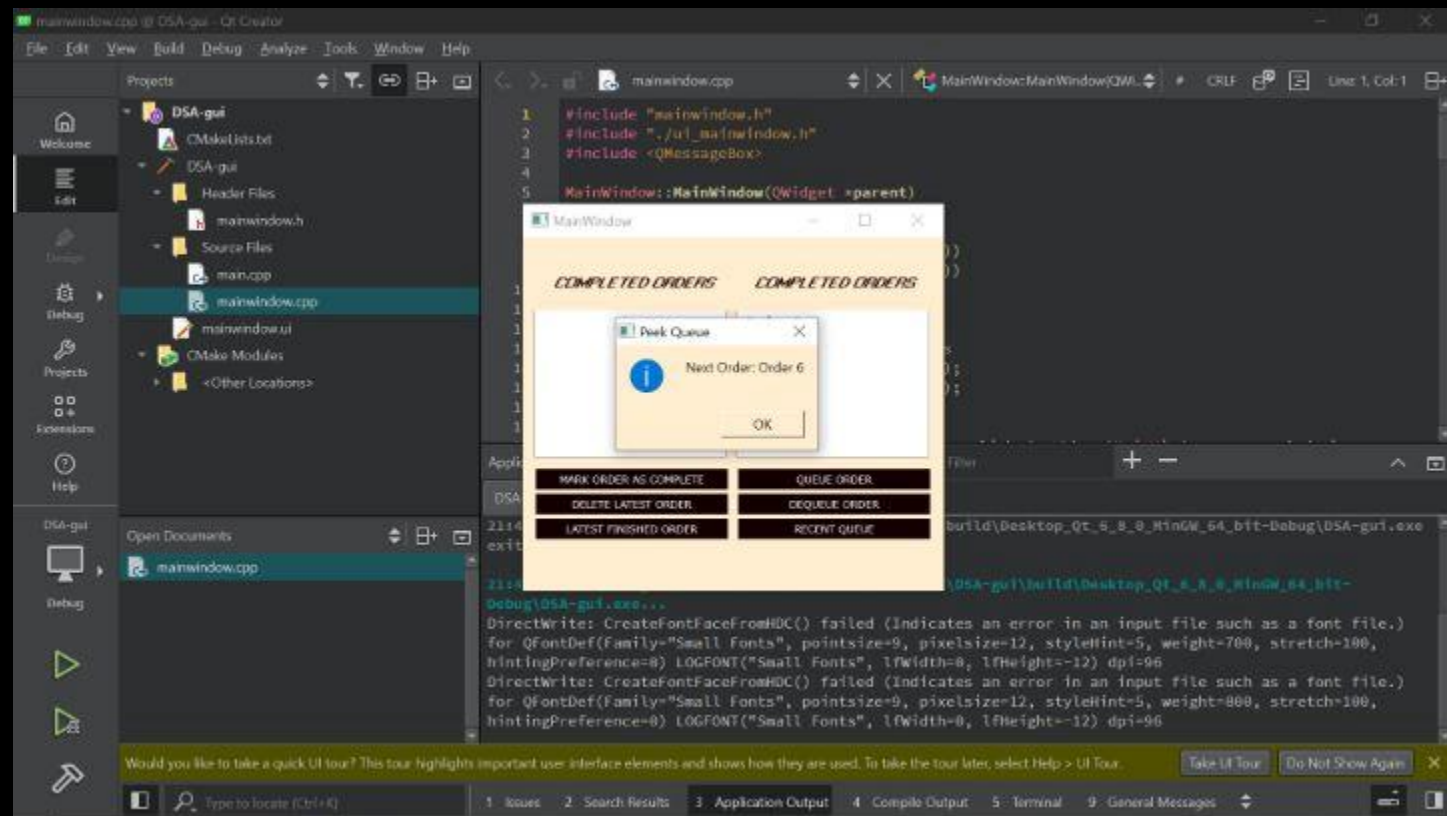 mainwindow.cpp @ DSA-gui - Qt Creator
File Edit View Build Debug Analyze Tools Window Help
Projects
mainwindow.cpp
MainWindow::MainWindow(QWi...
# CRLF
Line: 1, Col: 1
Welcome
Edit
Design
Debug
Projects
Extensions
Help
DSA-gui
Debug
DSA-gui
CMakeLists.txt
DSA-gui
Header Files
mainwindow.h
Source Files
main.cpp
mainwindow.cpp
mainwindow.ui
CMake Modules
<Other Locations>
Open Documents
mainwindow.cpp
1 #include "mainwindow.h"
2 #include "./ui_mainwindow.h"
3 #include <QMessageBox>
4
5 MainWindow::MainWindow(QWidget *parent)
MainWindow
COMPLETED ORDERS COMPLETED ORDERS
Peek Queue
Next Order: Order 6
OK
MARK ORDER AS COMPLETE QUEUE ORDER
DELETE LATEST ORDER DEQUEUE ORDER
LATEST FINISHED ORDER RECENT QUEUE
Filter
build\Desktop_Qt_6_8_0_MinGW_64_bit-Debug\DSA-gui.exe
exit
\DSA-gui\build\Desktop_Qt_6_8_0_MinGW_64_bit-
Debug\DSA-gui.exe...
DirectWrite: CreateFontFaceFromHDC() failed (Indicates an error in an input file such as a font file.)
for QFontDef(Family="Small Fonts", pointsize=9, pixelsize=12, styleHint=5, weight=700, stretch=100,
hintingPreference=0) LOGFONT("Small Fonts", lfWidth=0, lfHeight=-12) dpi=96
DirectWrite: CreateFontFaceFromHDC() failed (Indicates an error in an input file such as a font file.)
for QFontDef(Family="Small Fonts", pointsize=9, pixelsize=12, styleHint=5, weight=800, stretch=100,
hintingPreference=0) LOGFONT("Small Fonts", lfWidth=0, lfHeight=-12) dpi=96
Would you like to take a quick UI tour? This tour highlights important user interface elements and shows how they are used. To take the tour later, select Help > UI Tour.
Take UI Tour
Do Not Show Again
Type to locate (Ctrl+K)
1 Issues 2 Search Results 3 Application Output 4 Compile Output 5 Terminal 9 General Messages